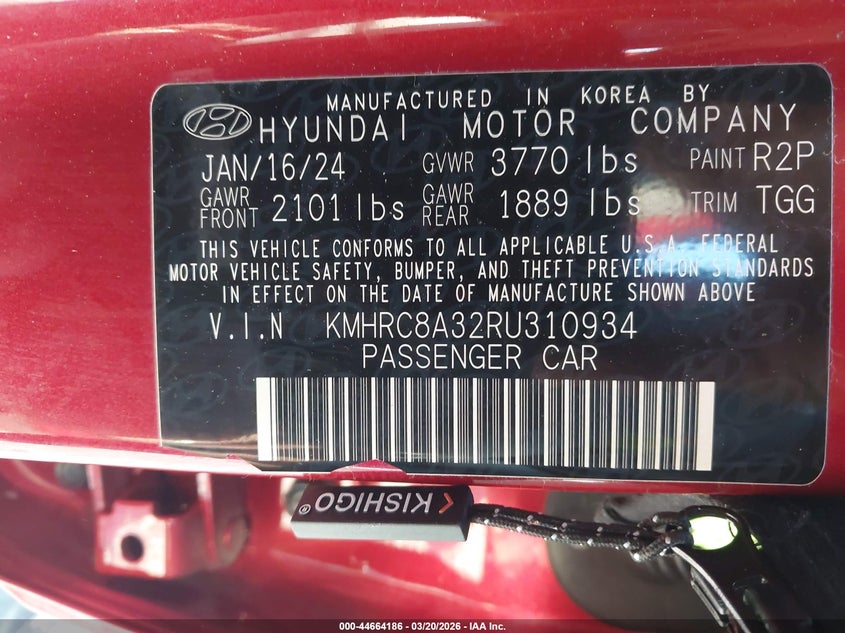 MANUFACTURED IN KOREA BY
HYUNDAI MOTOR COMPANY
JAN/16/24 GVWR 3770 lbs PAINT R2P
GAWR FRONT 2101 lbs GAWR REAR 1889 lbs TRIM TGG
THIS VEHICLE CONFORMS TO ALL APPLICABLE U.S.A. FEDERAL
MOTOR VEHICLE SAFETY, BUMPER, AND THEFT PREVENTION STANDARDS
IN EFFECT ON THE DATE OF MANUFACTURE SHOWN ABOVE
V.I.N KMHRC8A32RU310934
PASSENGER CAR
KISHIGO®
000-44664186 - 03/20/2026 - IAA Inc.